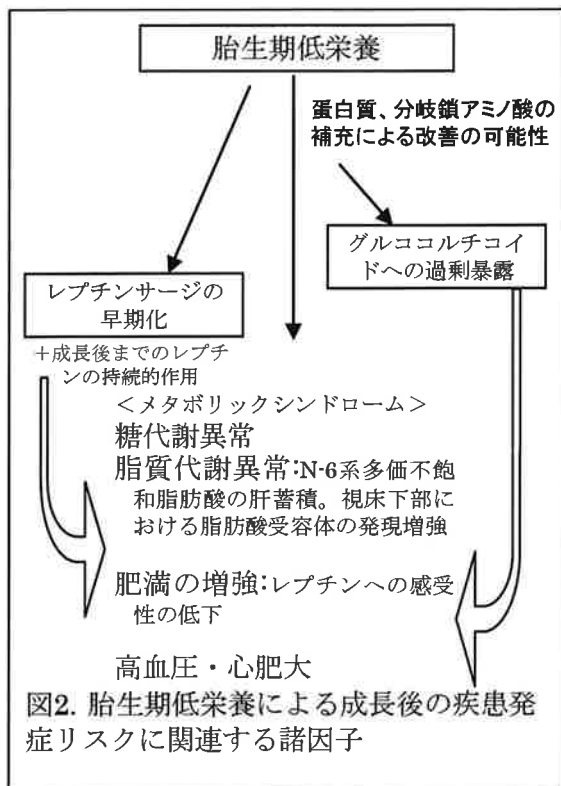 胎生期低栄養
蛋白質、分岐鎖アミノ酸の
補充による改善の可能性
グルココルチコイ
ドへの過剰暴露
レプチンサージの
早期化
＋成長後までのレプチ
ンの持続的作用
＜メタボリックシンドローム＞
糖代謝異常
脂質代謝異常:N-6系多価不飽
和脂肪酸の肝蓄積。視床下部に
おける脂肪酸受容体の発現増強
肥満の増強:レプチンへの感受
性の低下
高血圧・心肥大
図2. 胎生期低栄養による成長後の疾患発
症リスクに関連する諸因子